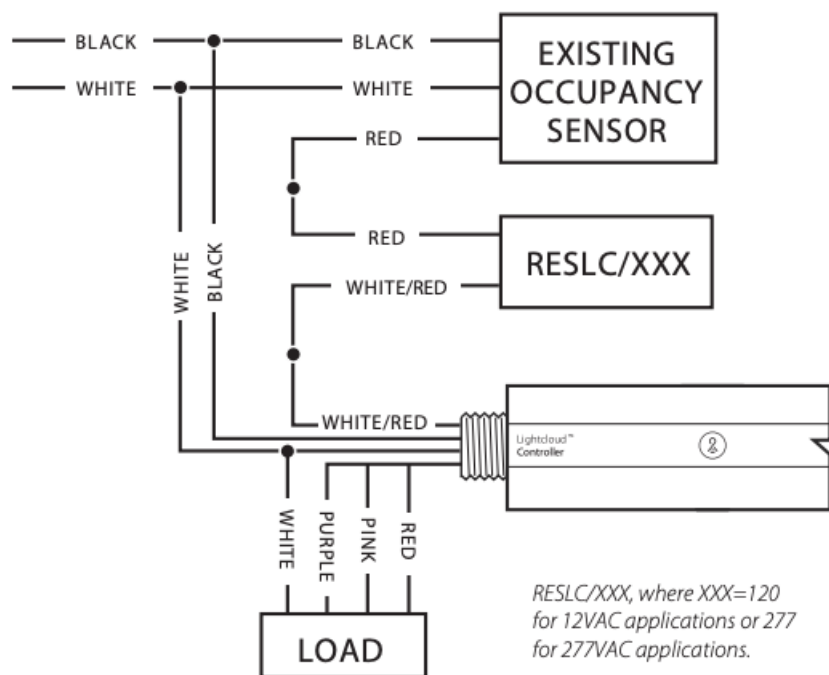 BLACK
BLACK
WHITE
WHITE
RED
EXISTING
OCCUPANCY
SENSOR
RED
RESLC/XXX
WHITE/RED
WHITE
BLACK
WHITE/RED
Lightcloud™
Controller
WHITE
PURPLE
PINK
RED
LOAD
RESLC/XXX, where XXX=120
for 12VAC applications or 277
for 277VAC applications.